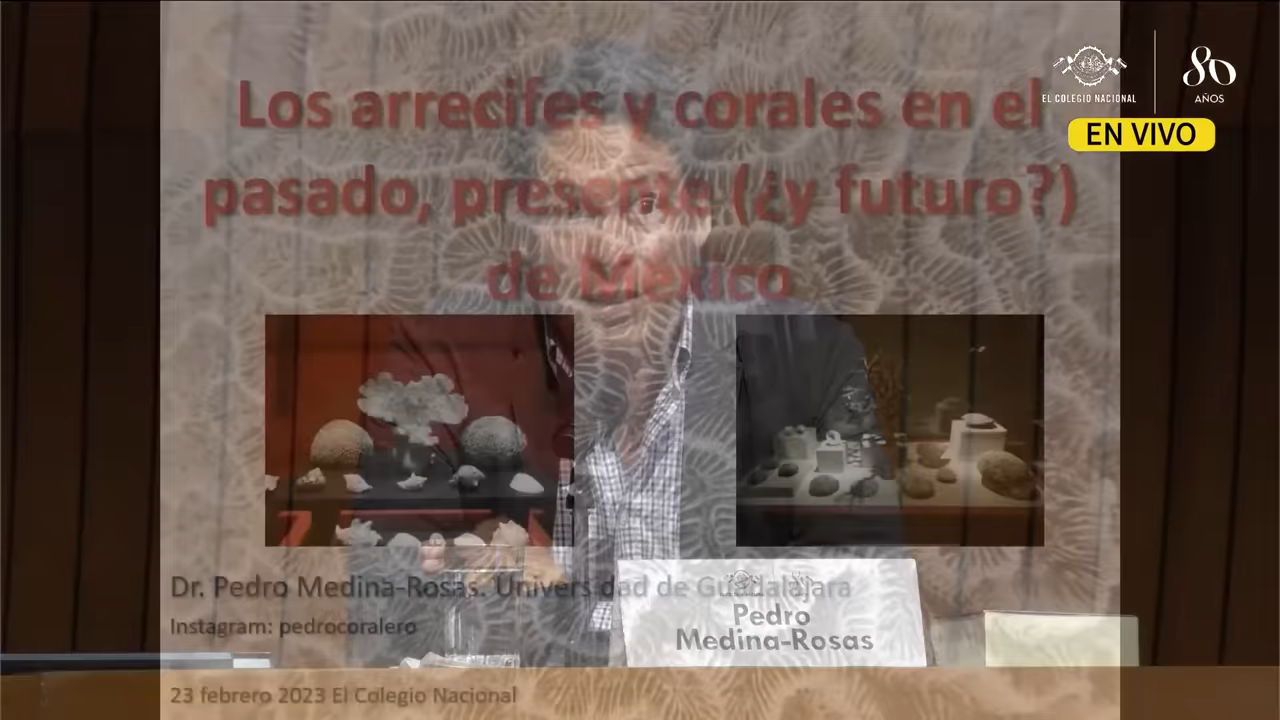 Los arrecifes y corales en el
pasado, presente (¿y futuro?)
de México
EL COLEGIO NACIONAL
80
AÑOS
EN VIVO
Dr. Pedro Medina-Rosas. Universidad de Guadalajara
Instagram: pedrocoralero
Pedro
Medina-Rosas
23 febrero 2023 El Colegio Nacional